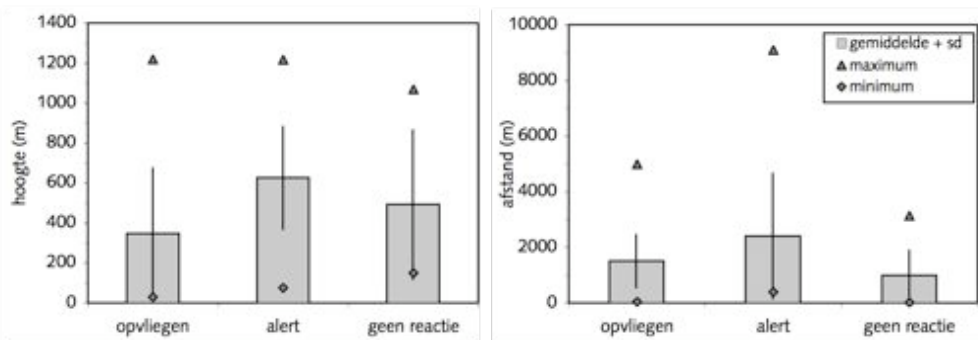 hoogte (m)
1400
1200
1000
800
600
400
200
0
opvliegen alert geen reactie
afstand (m)
10000
8000
6000
4000
2000
0
gemiddelde + sd
maximum
minimum
opvliegen alert geen reactie